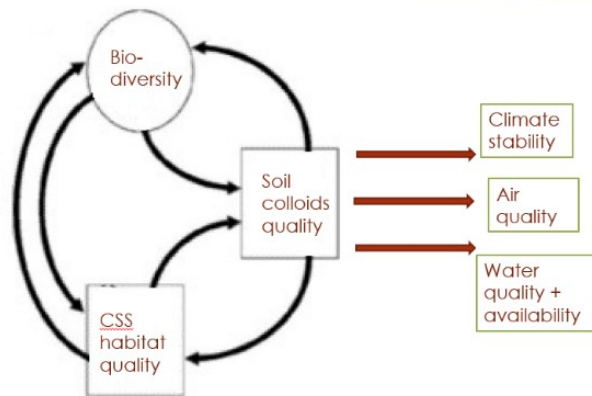 Bio-
diversity
Soil
colloids
quality
CSS
habitat
quality
Climate
stability
Air
quality
Water
quality +
availability